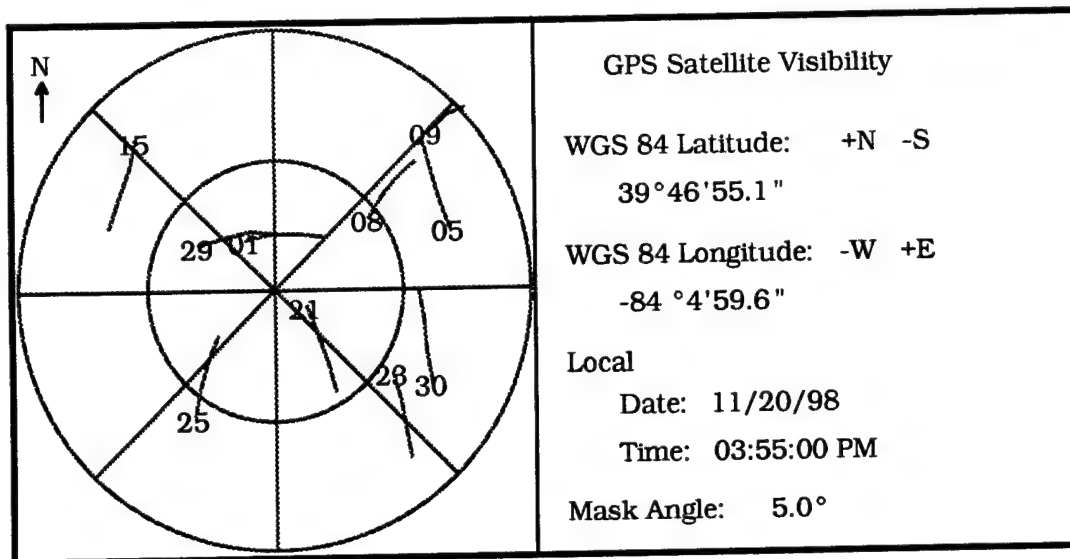 N
15
09
08
05
29
01
21
23
30
25
GPS Satellite Visibility
WGS 84 Latitude: +N -S
39°46'55.1"
WGS 84 Longitude: -W +E
-84 °4'59.6"
Local
Date: 11/20/98
Time: 03:55:00 PM
Mask Angle: 5.0°